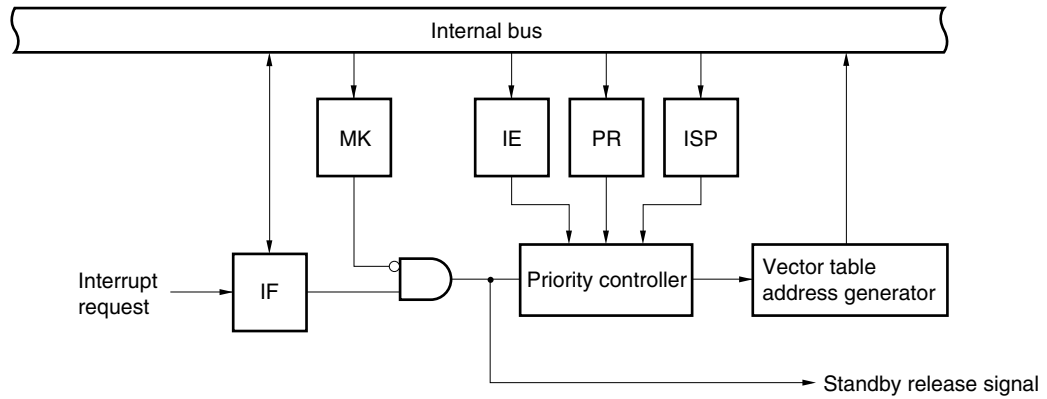 Internal bus
MK
IE
PR
ISP
Interrupt
request
IF
Priority controller
Vector table
address generator
Standby release signal